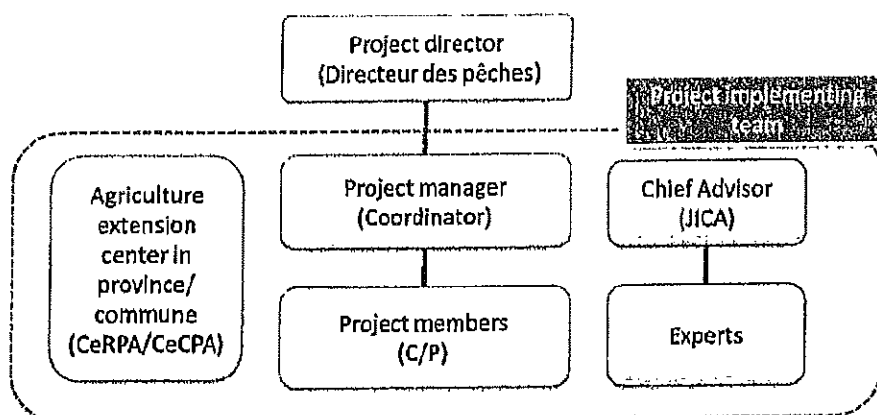 Project director
(Directeur des pêches)
Project implementing
team
Agriculture
extension
center in
province/
commune
(CeRPA/CeCPA)
Project manager
(Coordinator)
Chief Advisor
(JICA)
Project members
(C/P)
Experts